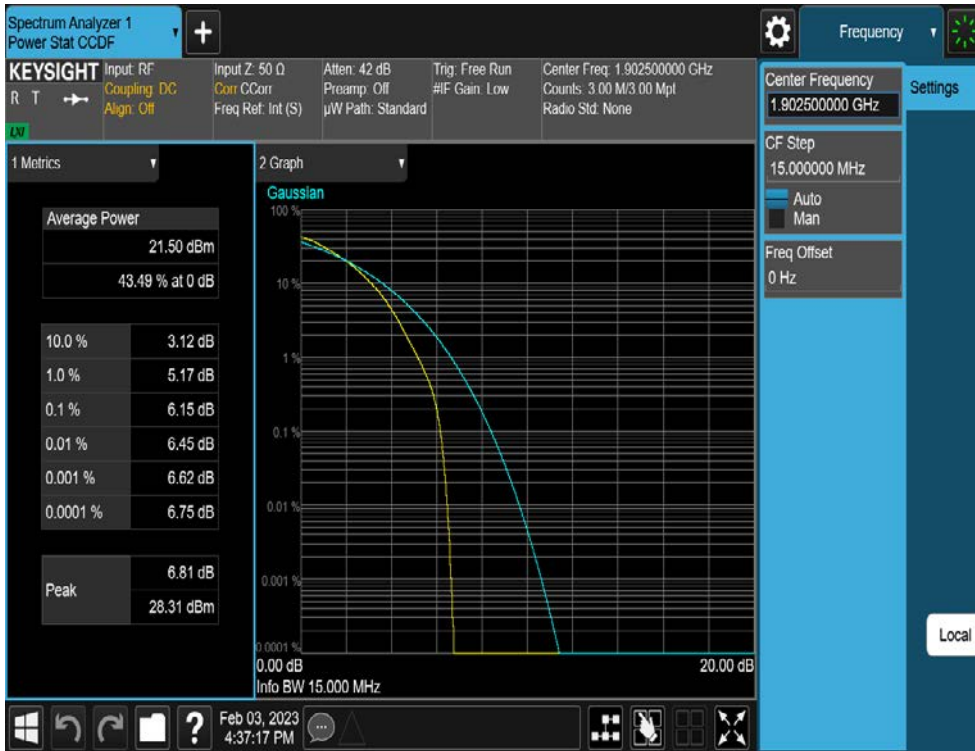 Spectrum Analyzer 1
Power Stat CCDF
+
Frequency
KEYSIGHT
R T
LXI
Input: RF
Coupling: DC
Align: Off
Input Z: 50 Ω
Corr CCorr
Freq Ref: Int (S)
Atten: 42 dB
Preamp: Off
µW Path: Standard
Trig: Free Run
#IF Gain: Low
Center Freq: 1.902500000 GHz
Counts: 3.00 M/3.00 Mpt
Radio Std: None
Center Frequency
1.902500000 GHz
Settings
CF Step
15.000000 MHz
Auto
Man
Freq Offset
0 Hz
Local
1 Metrics
Average Power
21.50 dBm
43.49 % at 0 dB
10.0 % 3.12 dB
1.0 % 5.17 dB
0.1 % 6.15 dB
0.01 % 6.45 dB
0.001 % 6.62 dB
0.0001 % 6.75 dB
Peak
6.81 dB
28.31 dBm
2 Graph
Gaussian
100 %
10 %
1 %
0.1 %
0.01 %
0.001 %
0.0001 %
0.00 dB 20.00 dB
Info BW 15.000 MHz
?
Feb 03, 2023
4:37:17 PM